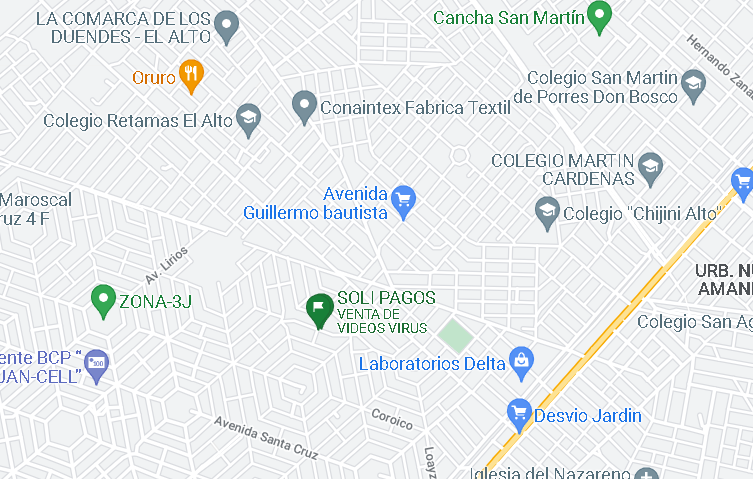 LA COMARCA DE LOS
DUENDES - EL ALTO
Cancha San Martín
Hernando Zana
Oruro
Colegio San Martin
de Porres Don Bosco
Conaintex Fabrica Textil
Colegio Retamas El Alto
COLEGIO MARTIN
CARDENAS
Maroscal
ruz 4 F
Avenida
Guillermo bautista
Colegio "Chijini Alto"
Av. Lirios
URB. NU
AMANE
ZONA-3J
SOLI PAGOS
VENTA DE
VIDEOS VIRUS
Colegio San Ag
ente BCP “
JAN-CELL”
Laboratorios Delta
Desvio Jardin
Coroico
Avenida Santa Cruz
Loayz
Iglesia del Nazareno